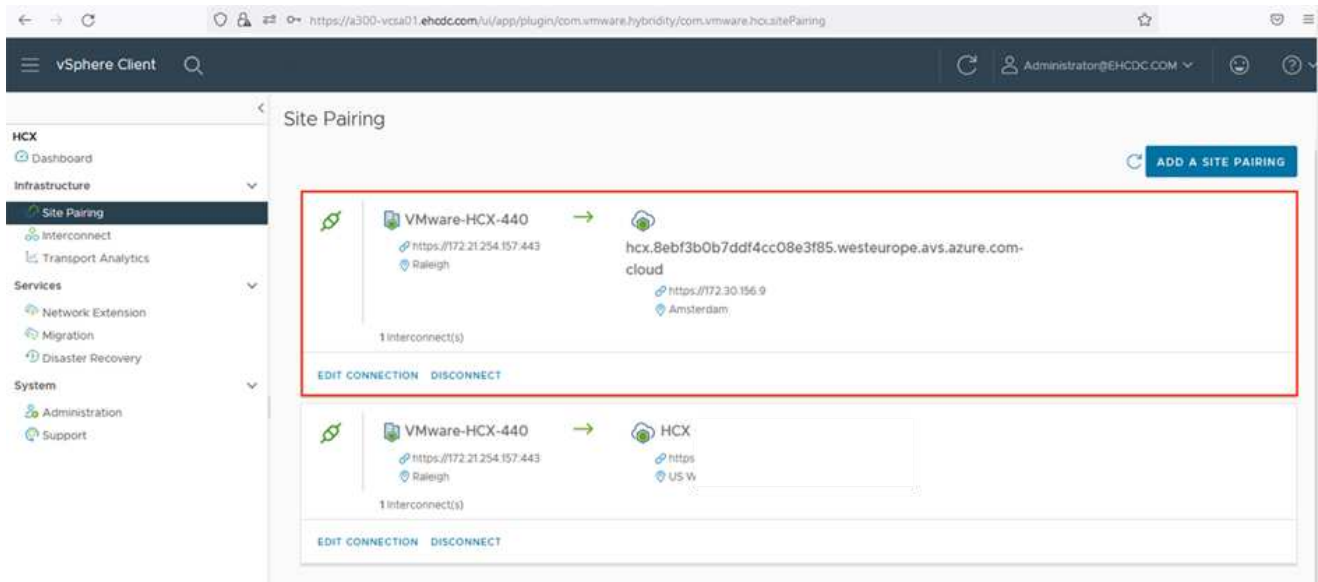 https://a300-vcsa01.ehcdc.com/ui/app/plugin/com.vmware.hybridity/com.vmware.hcx.sitePairing
vSphere Client
Administrator@EHCDC.COM
HCX
Dashboard
Infrastructure
Site Pairing
Interconnect
Transport Analytics
Services
Network Extension
Migration
Disaster Recovery
System
Administration
Support
Site Pairing
ADD A SITE PAIRING
VMware-HCX-440
https://172.21.254.157:443
Raleigh
hcx.8ebf3b0b7ddf4cc08e3f85.westeurope.avs.azure.com-
cloud
https://172.30.156.9
Amsterdam
1 Interconnect(s)
EDIT CONNECTION DISCONNECT
VMware-HCX-440
https://172.21.254.157:443
Raleigh
HCX
https
US W
1 Interconnect(s)
EDIT CONNECTION DISCONNECT